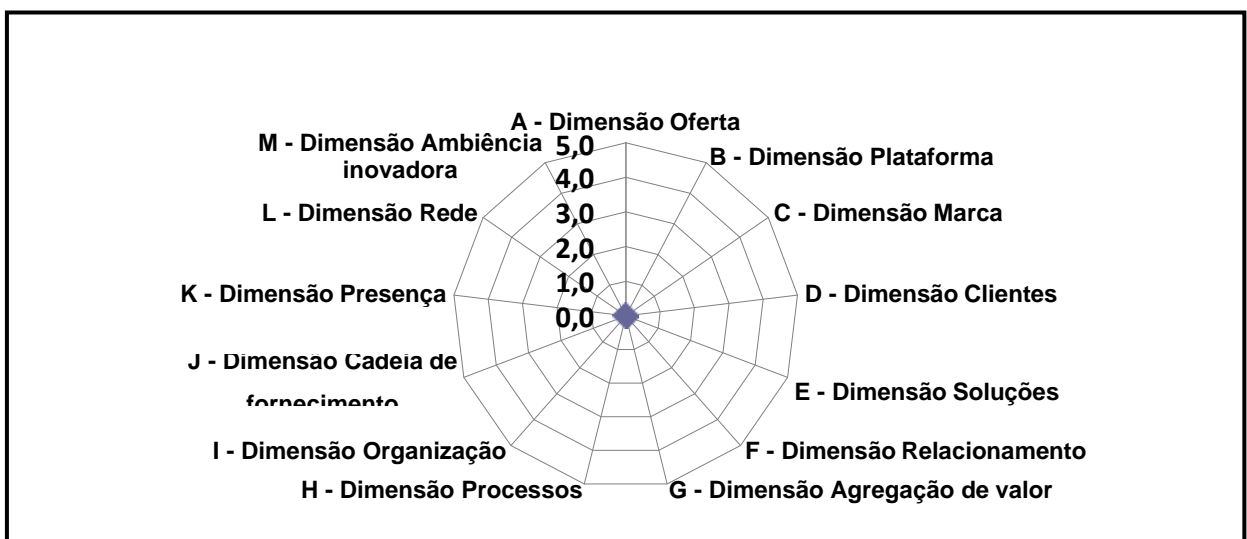 A - Dimensão Oferta
B - Dimensão Plataforma
C - Dimensão Marca
D - Dimensão Clientes
E - Dimensão Soluções
F - Dimensão Relacionamento
G - Dimensão Agregação de valor
H - Dimensão Processos
I - Dimensão Organização
J - Dimensão Cadeia de
fornecimento
K - Dimensão Presença
L - Dimensão Rede
M - Dimensão Ambiência
inovadora
5,0
4,0
3,0
2,0
1,0
0,0